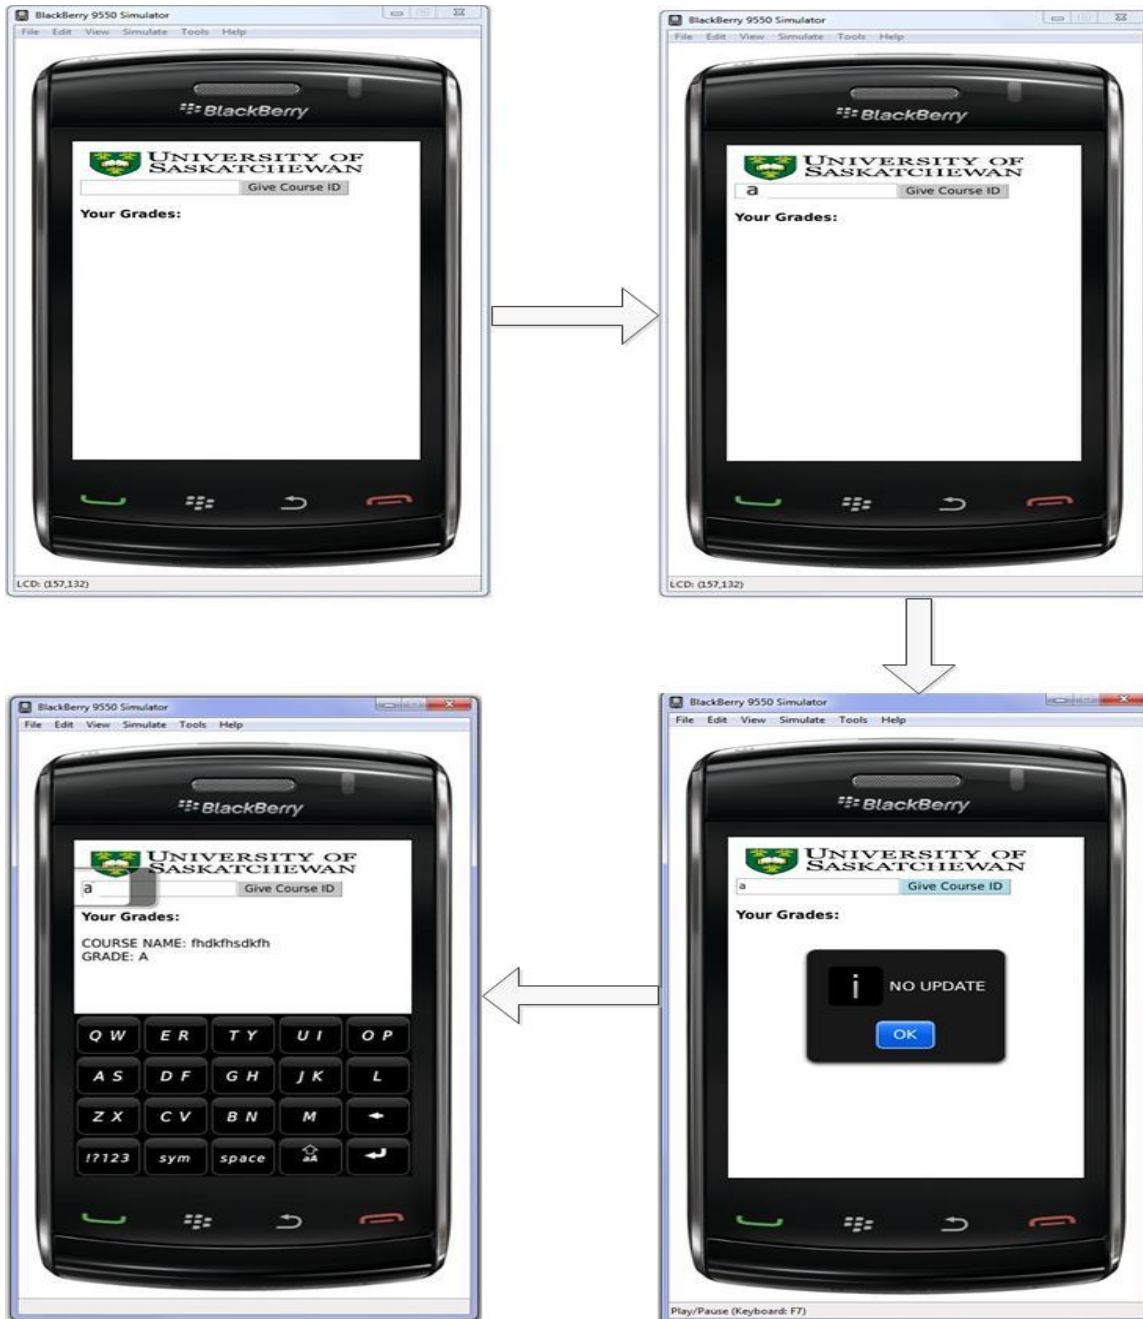 BlackBerry 9550 Simulator
File Edit View Simulate Tools Help
BlackBerry
UNIVERSITY OF
SASKATCHEWAN
Give Course ID
Your Grades:
LCD: (157,132)
BlackBerry 9550 Simulator
File Edit View Simulate Tools Help
BlackBerry
UNIVERSITY OF
SASKATCHEWAN
a Give Course ID
Your Grades:
LCD: (157,132)
BlackBerry 9550 Simulator
File Edit View Simulate Tools Help
BlackBerry
UNIVERSITY OF
SASKATCHEWAN
a Give Course ID
Your Grades:
i NO UPDATE
OK
Play/Pause (Keyboard: F7)
BlackBerry 9550 Simulator
File Edit View Simulate Tools Help
BlackBerry
UNIVERSITY OF
SASKATCHEWAN
a Give Course ID
Your Grades:
COURSE NAME: fhdkfhsdkfh
GRADE: A
Q W E R T Y U I O P
A S D F G H J K L
Z X C V B N M
!?123 sym space aA